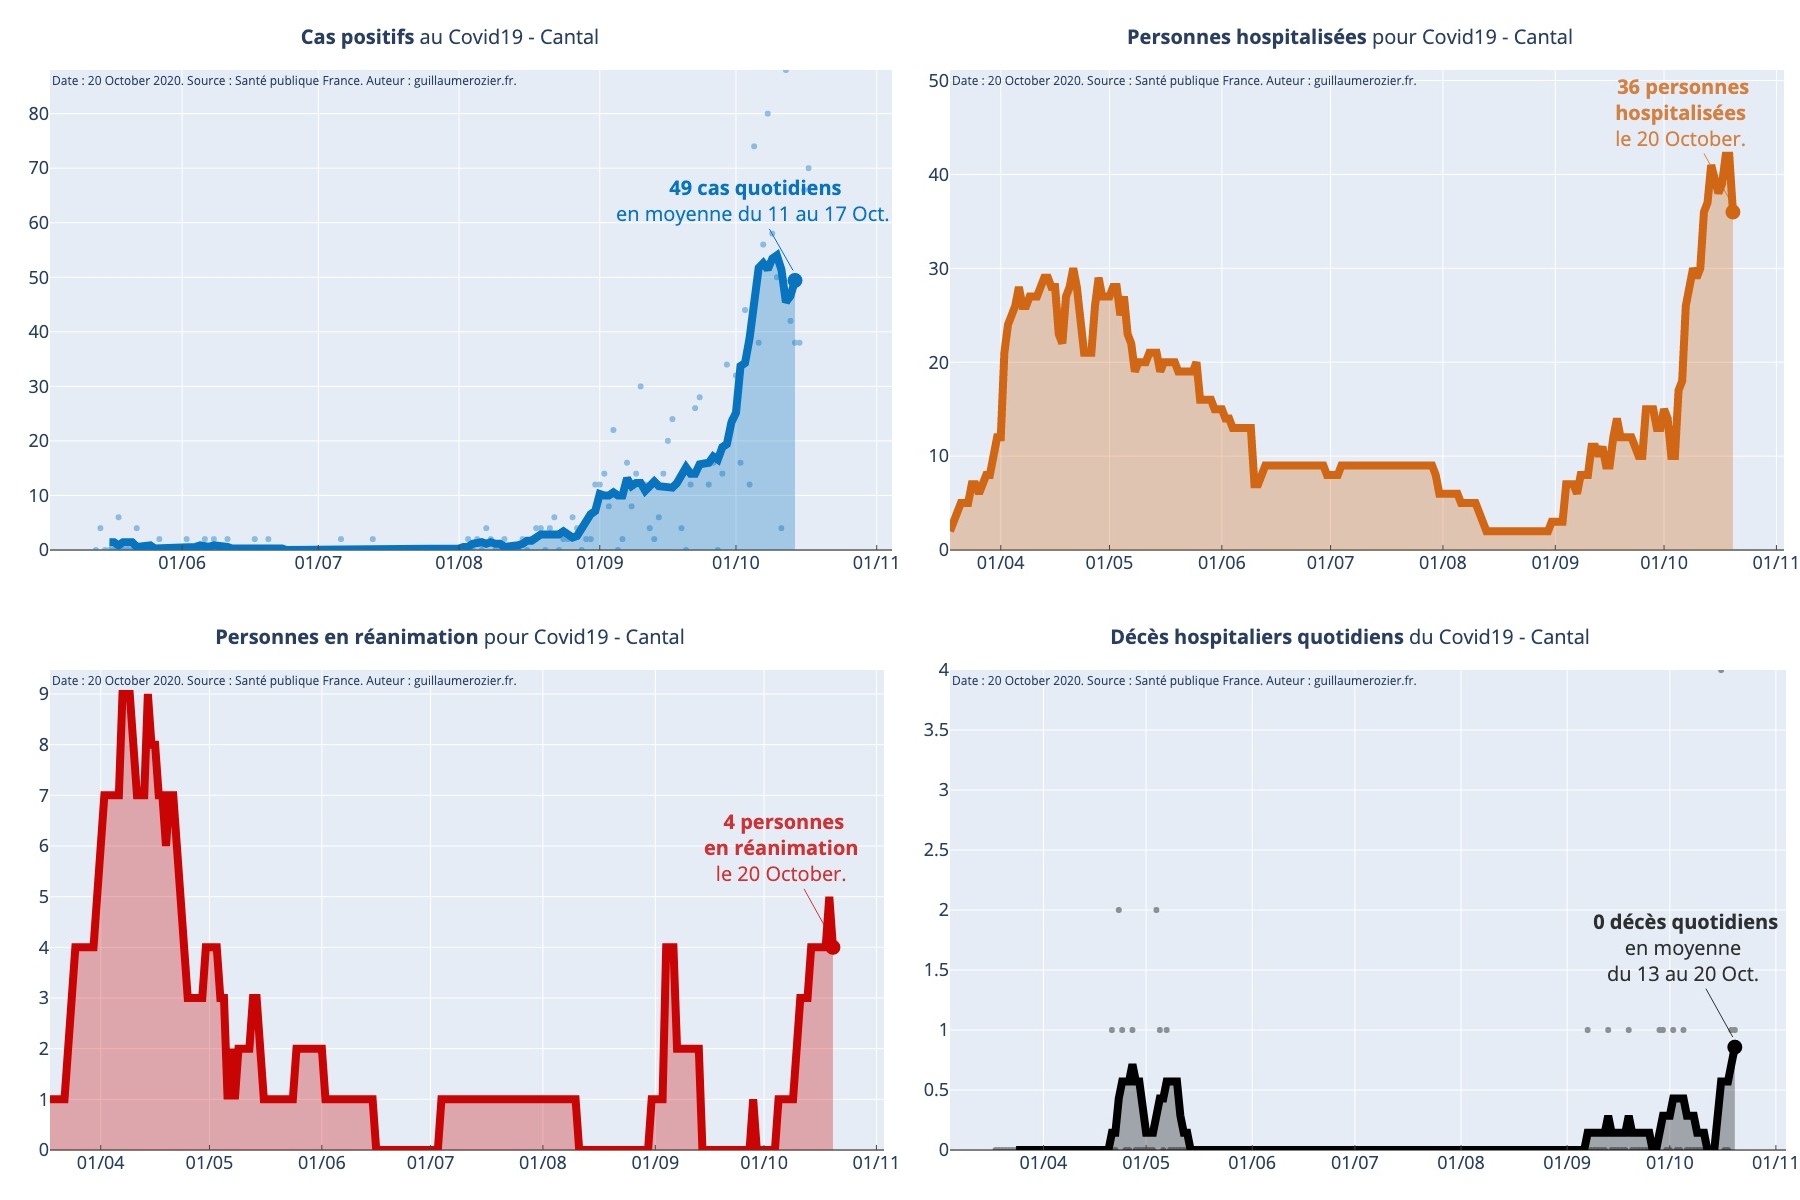 Cas positifs au Covid19 - Cantal
Date : 20 October 2020. Source : Santé publique France. Auteur : guillaumerozier.fr.
80
70
60
50
40
30
20
10
0
49 cas quotidiens
en moyenne du 11 au 17 Oct.
01/06 01/07 01/08 01/09 01/10 01/11
Personnes hospitalisées pour Covid19 - Cantal
Date : 20 October 2020. Source : Santé publique France. Auteur : guillaumerozier.fr.
50
40
30
20
10
0
36 personnes
hospitalisées
le 20 October.
01/04 01/05 01/06 01/07 01/08 01/09 01/10 01/11
Personnes en réanimation pour Covid19 - Cantal
Date : 20 October 2020. Source : Santé publique France. Auteur : guillaumerozier.fr.
9
8
7
6
5
4
3
2
1
0
4 personnes
en réanimation
le 20 October.
01/04 01/05 01/06 01/07 01/08 01/09 01/10 01/11
Décès hospitaliers quotidiens du Covid19 - Cantal
Date : 20 October 2020. Source : Santé publique France. Auteur : guillaumerozier.fr.
4
3.5
3
2.5
2
1.5
1
0.5
0
0 décès quotidiens
en moyenne
du 13 au 20 Oct.
01/04 01/05 01/06 01/07 01/08 01/09 01/10 01/11